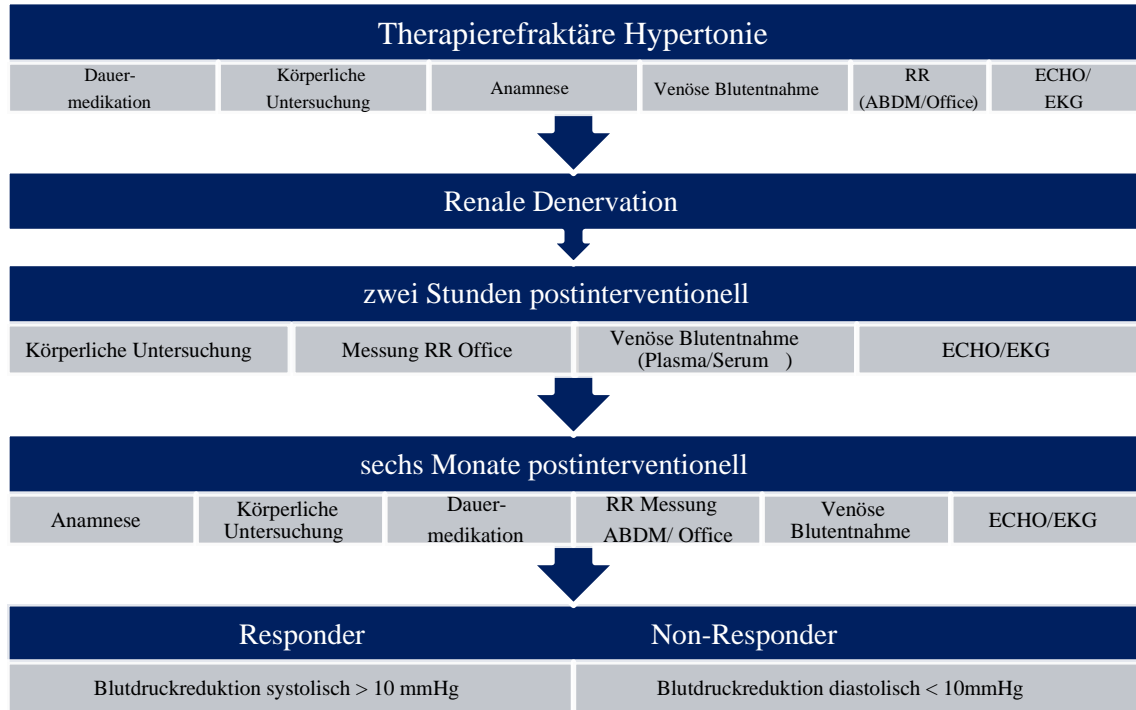 Therapierefraktäre Hypertonie
Dauer-
medikation
Körperliche
Untersuchung
Anamnese
Venöse Blutentnahme
RR
(ABDM/Office)
ECHO/
EKG
Renale Denervation
zwei Stunden postinterventionell
Körperliche Untersuchung
Messung RR Office
Venöse Blutentnahme
(Plasma/Serum )
ECHO/EKG
sechs Monate postinterventionell
Anamnese
Körperliche
Untersuchung
Dauer-
medikation
RR Messung
ABDM/ Office
Venöse
Blutentnahme
ECHO/EKG
Responder
Non-Responder
Blutdruckreduktion systolisch > 10 mmHg
Blutdruckreduktion diastolisch < 10mmHg